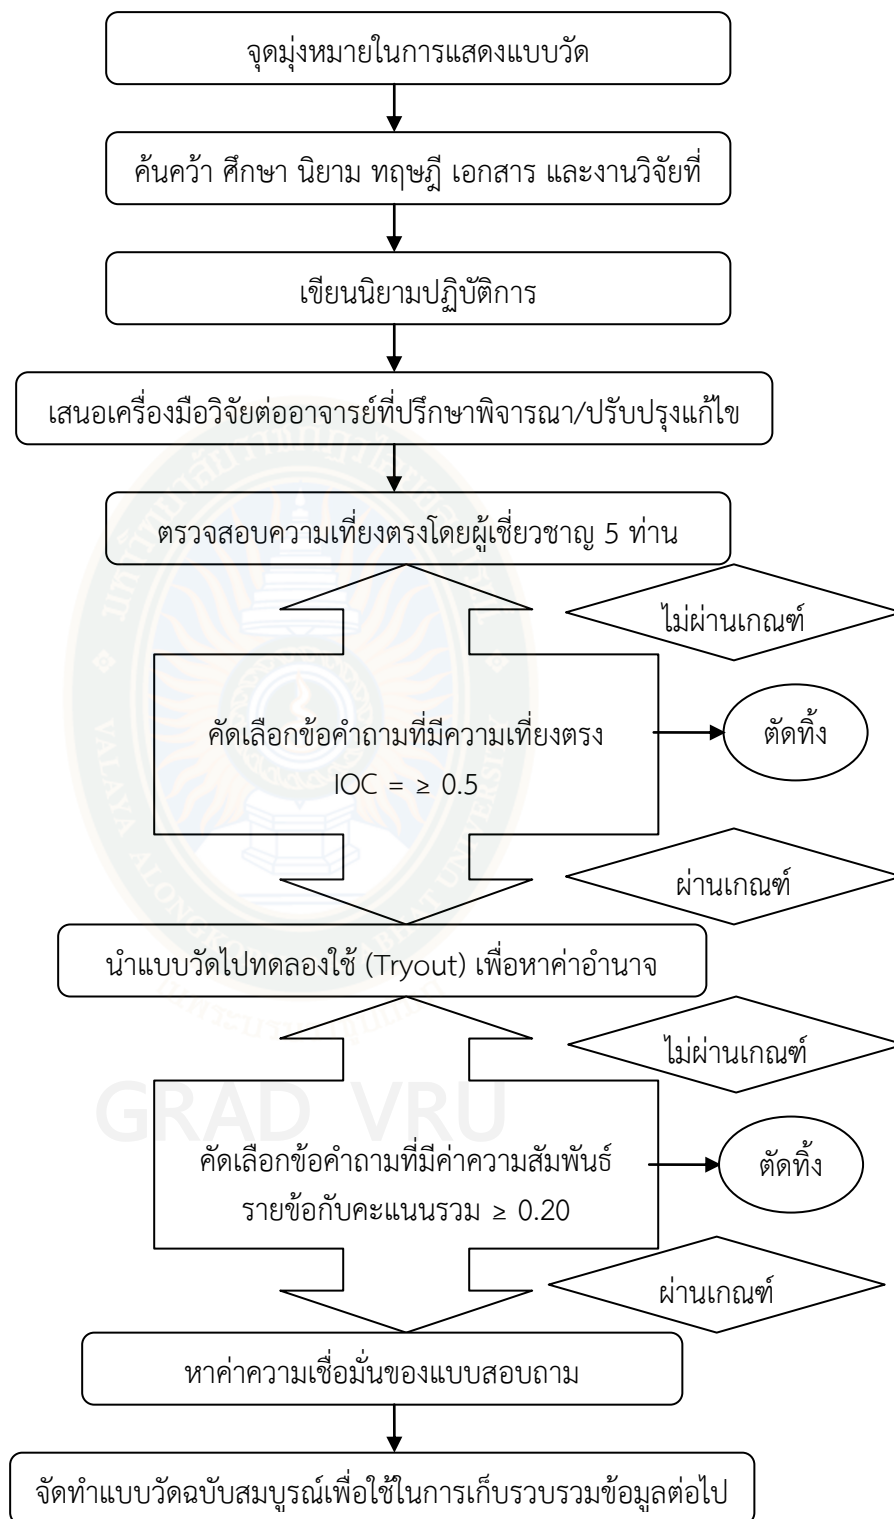 จุดมุ่งหมายในการแสดงแบบวัด
ค้นคว้า ศึกษา นิยาม ทฤษฎี เอกสาร และงานวิจัยที่
เขียนนิยามปฏิบัติการ
เสนอเครื่องมือวิจัยต่ออาจารย์ที่ปรึกษาพิจารณา/ปรับปรุงแก้ไข
ตรวจสอบความเที่ยงตรงโดยผู้เชี่ยวชาญ 5 ท่าน
ไม่ผ่านเกณฑ์
คัดเลือกข้อคำถามที่มีความเที่ยงตรง
IOC = ≥ 0.5
ตัดทิ้ง
ผ่านเกณฑ์
นำแบบวัดไปทดลองใช้ (Tryout) เพื่อหาค่าอำนาจ
ไม่ผ่านเกณฑ์
GRAD VRU
คัดเลือกข้อคำถามที่มีค่าความสัมพันธ์
รายข้อกับคะแนนรวม ≥ 0.20
ตัดทิ้ง
ผ่านเกณฑ์
หาค่าความเชื่อมั่นของแบบสอบถาม
จัดทำแบบวัดฉบับสมบูรณ์เพื่อใช้ในการเก็บรวบรวมข้อมูลต่อไป